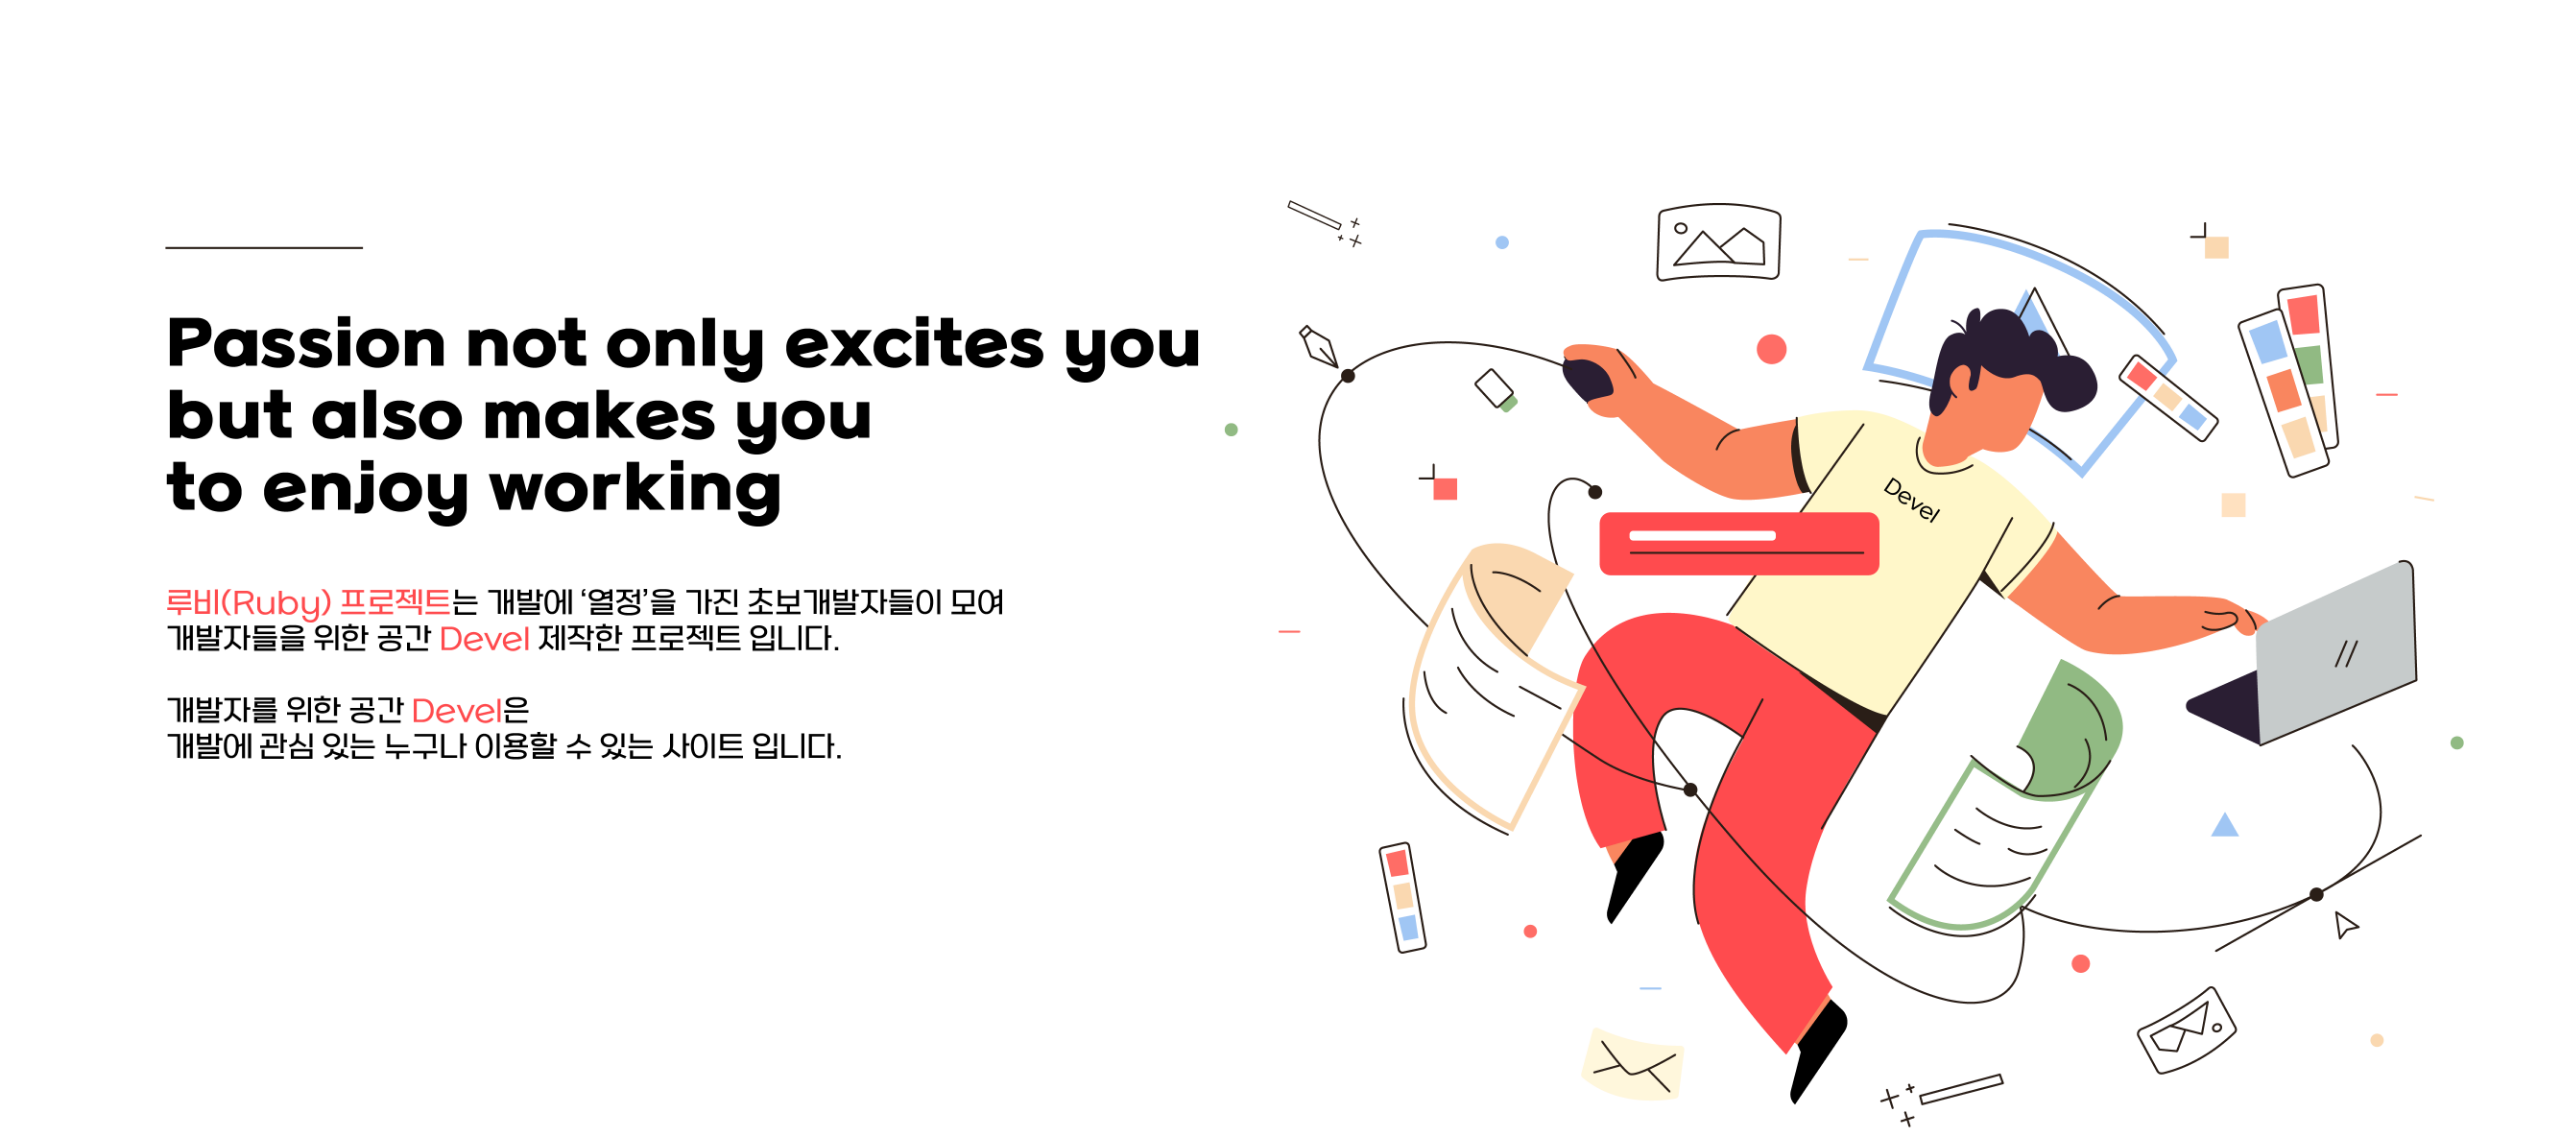 Passion not only excites you
but also makes you
to enjoy working
루비(Ruby) 프로젝트는 개발에 ‘열정’을 가진 초보개발자들이 모여
개발자들을 위한 공간 Devel 제작한 프로젝트 입니다.
개발자를 위한 공간 Devel은
개발에 관심 있는 누구나 이용할 수 있는 사이트 입니다.
Devel